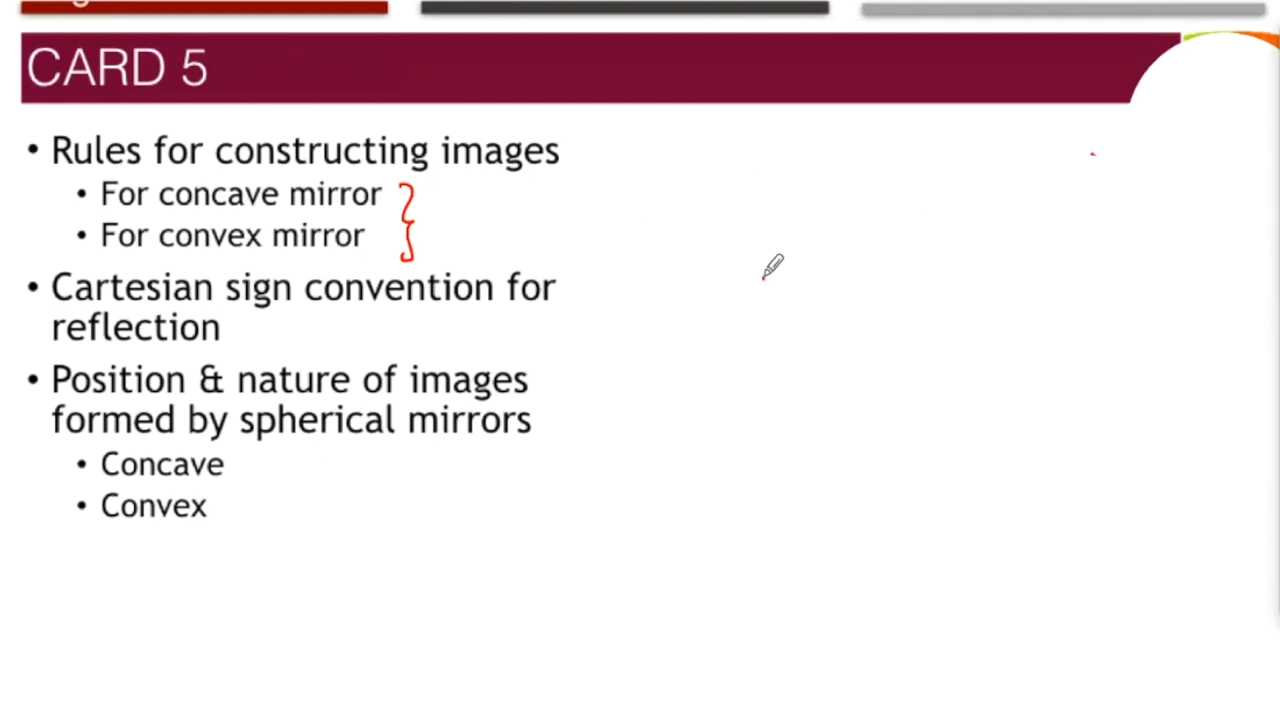 CARD 5
• Rules for constructing images
• For concave mirror
• For convex mirror
• Cartesian sign convention for
reflection
• Position & nature of images
formed by spherical mirrors
• Concave
• Convex